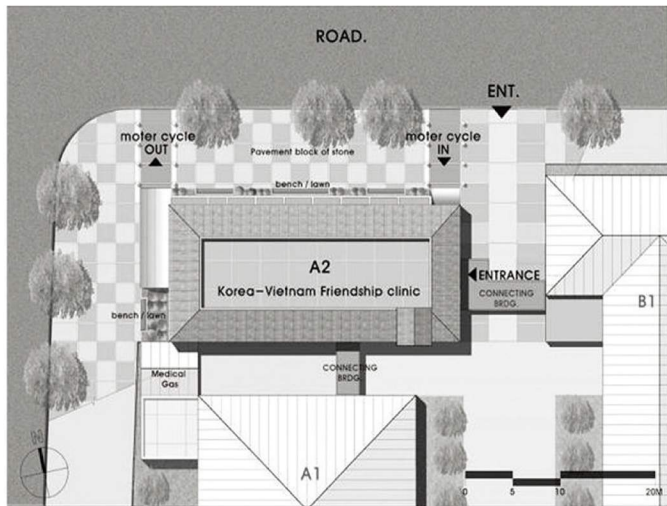 ROAD.
ENT.
moter cycle
OUT
moter cycle
IN
Pavement block of stone
bench / lawn
A2
Korea-Vietnam Friendship clinic
ENTRANCE
CONNECTING
BRDG.
B1
bench / lawn
Medical
Gas
CONNECTING
BRDG.
A1
0 5 10 20M